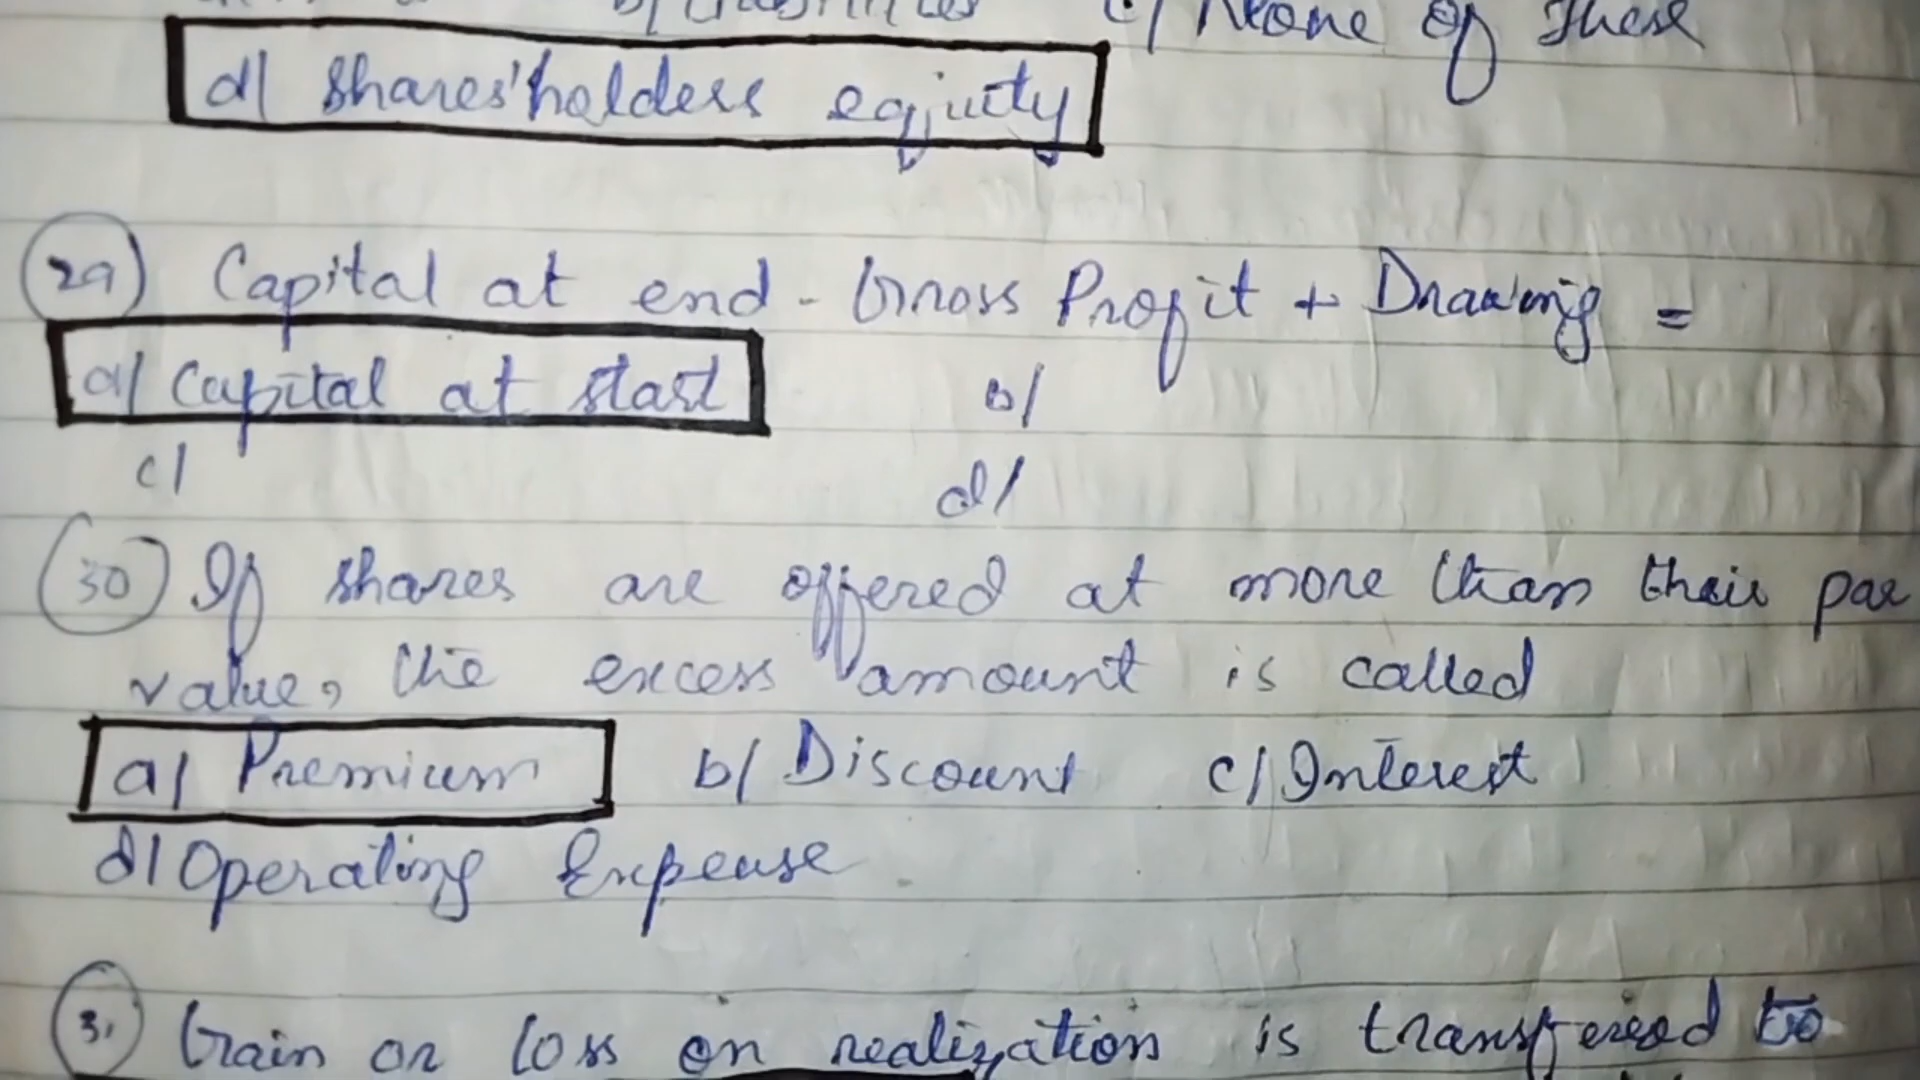 b/ Liabilities c/ None of These
d/ shares'holders equity
29) Capital at end - Gross Profit + Drawing =
a/ Capital at start b/
c/ d/
30) If shares are offered at more than their par
value, the excess amount is called
a/ Premium b/ Discount c/ Interest
d/ Operating Expense
31) Gain or loss on realization is transfered to